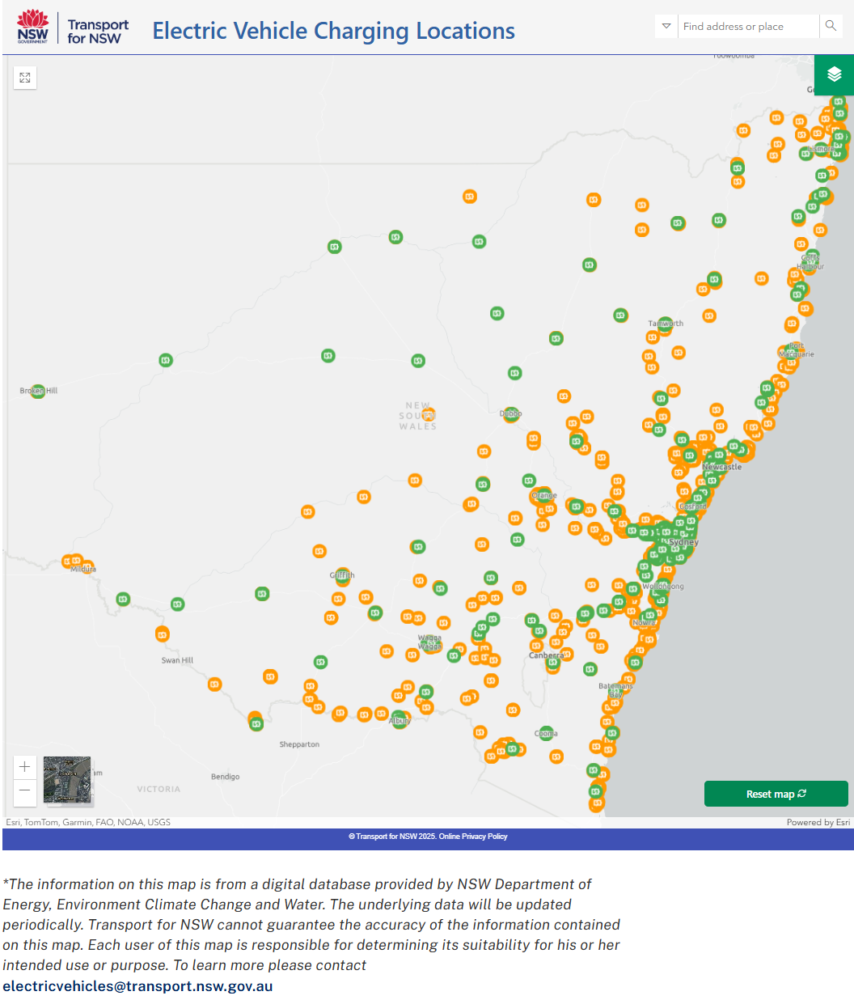 NSW
GOVERNMENT
Transport
for NSW
Electric Vehicle Charging Locations
Find address or place
Toowoomba
Lismore
Coffs
Harbour
Tamworth
Port
Macquarie
Broken Hill
NEW
SOUTH
WALES
Dubbo
Newcastle
Orange
Gosford
Sydney
Mildura
Griffith
Wollongong
Nowra
Wagga
Wagga
Swan Hill
Canberra
Batemans
Bay
Albury
Cooma
Shepparton
Bendigo
VICTORIA
Reset map
Esri, TomTom, Garmin, FAO, NOAA, USGS
Powered by Esri
© Transport for NSW 2025. Online Privacy Policy
*The information on this map is from a digital database provided by NSW Department of
Energy, Environment Climate Change and Water. The underlying data will be updated
periodically. Transport for NSW cannot guarantee the accuracy of the information contained
on this map. Each user of this map is responsible for determining its suitability for his or her
intended use or purpose. To learn more please contact
electricvehicles@transport.nsw.gov.au